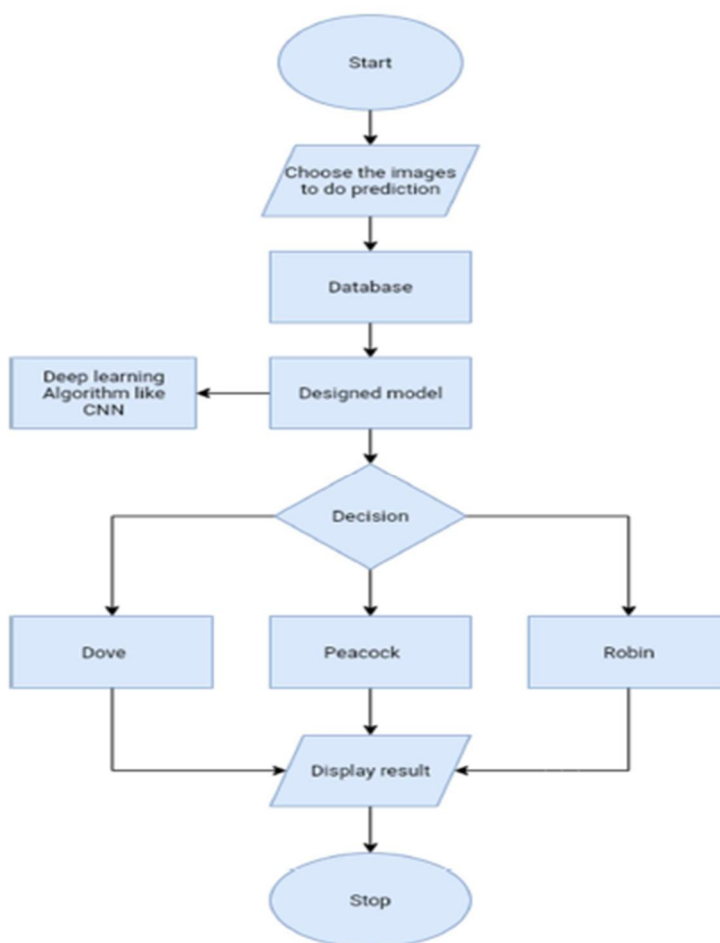 Start
Choose the images
to do prediction
Database
Deep learning
Algorithm like
CNN
Designed model
Decision
Dove
Peacock
Robin
Display result
Stop